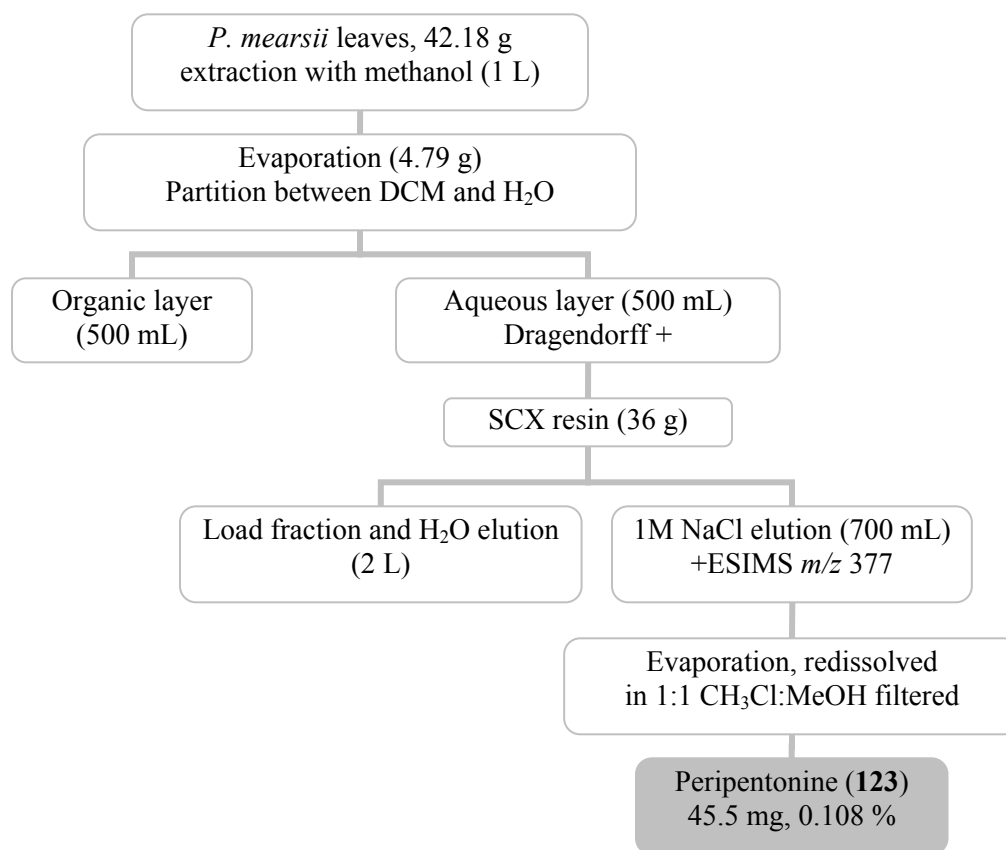 P. mearsii leaves, 42.18 g
extraction with methanol (1 L)
Evaporation (4.79 g)
Partition between DCM and H₂O
Organic layer
(500 mL)
Aqueous layer (500 mL)
Dragendorff +
SCX resin (36 g)
Load fraction and H₂O elution
(2 L)
1M NaCl elution (700 mL)
+ESIMS m/z 377
Evaporation, redissolved
in 1:1 CH₃Cl:MeOH filtered
Peripentonine (123)
45.5 mg, 0.108 %